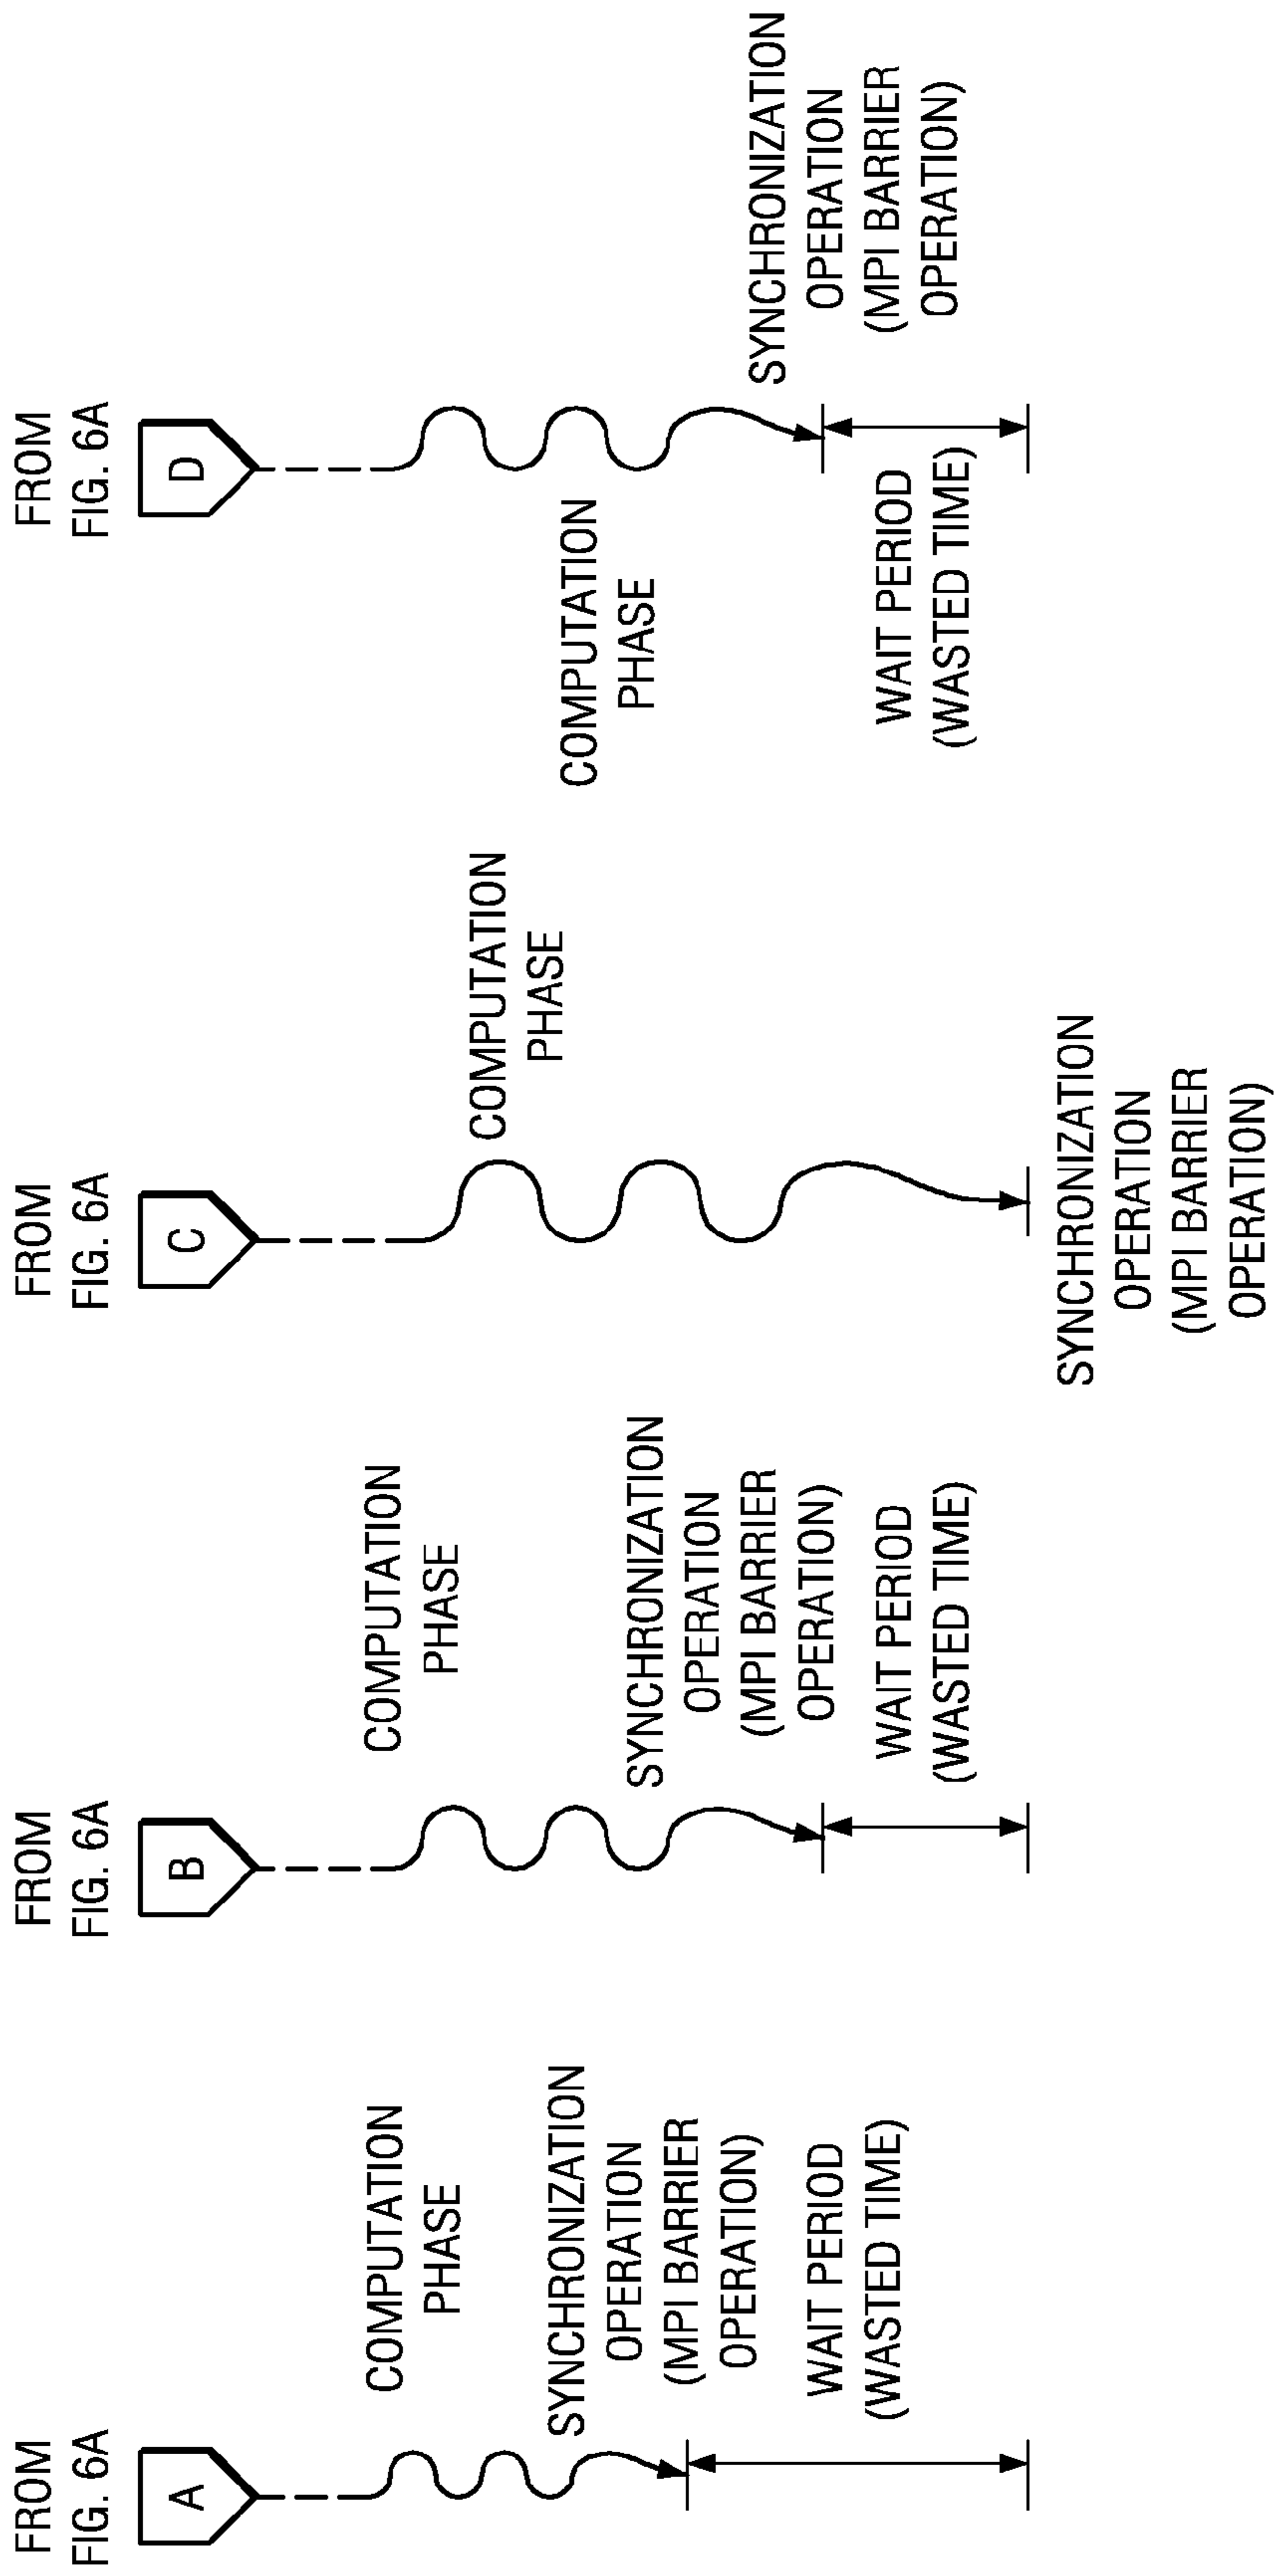 FROM
FIG. 6A
A
COMPUTATION
PHASE
SYNCHRONIZATION
OPERATION
(MPI BARRIER
OPERATION)
WAIT PERIOD
(WASTED TIME)
FROM
FIG. 6A
B
COMPUTATION
PHASE
SYNCHRONIZATION
OPERATION
(MPI BARRIER
OPERATION)
WAIT PERIOD
(WASTED TIME)
FROM
FIG. 6A
C
COMPUTATION
PHASE
SYNCHRONIZATION
OPERATION
(MPI BARRIER
OPERATION)
FROM
FIG. 6A
D
COMPUTATION
PHASE
SYNCHRONIZATION
OPERATION
(MPI BARRIER
OPERATION)
WAIT PERIOD
(WASTED TIME)